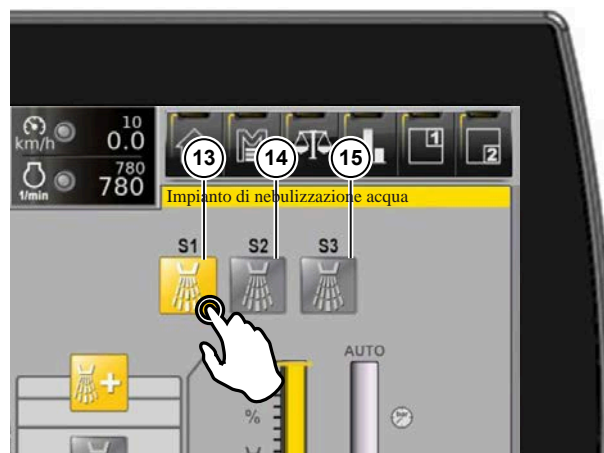 km/h
10
0.0
1/min
780
780
1
2
13
14
15
Impianto di nebulizzazione acqua
S1
S2
S3
AUTO
%
bar